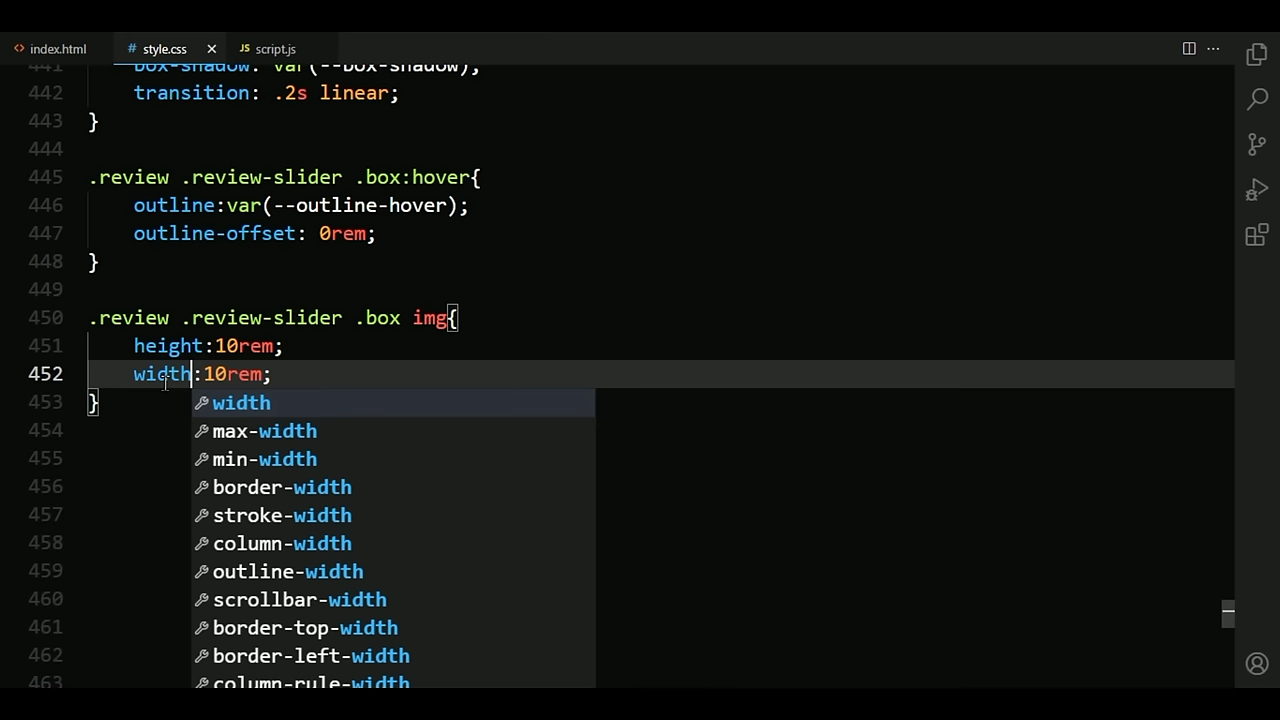 index.html
style.css
JS script.js
441 box-shadow: var(--box-shadow);
442 transition: .2s linear;
443 }
444
445 .review .review-slider .box:hover{
446 outline:var(--outline-hover);
447 outline-offset: 0rem;
448 }
449
450 .review .review-slider .box img{
451 height:10rem;
452 width:10rem;
453 }
width
454 max-width
455 min-width
456 border-width
457 stroke-width
458 column-width
459 outline-width
460 scrollbar-width
461 border-top-width
462 border-left-width
463 column-rule-width